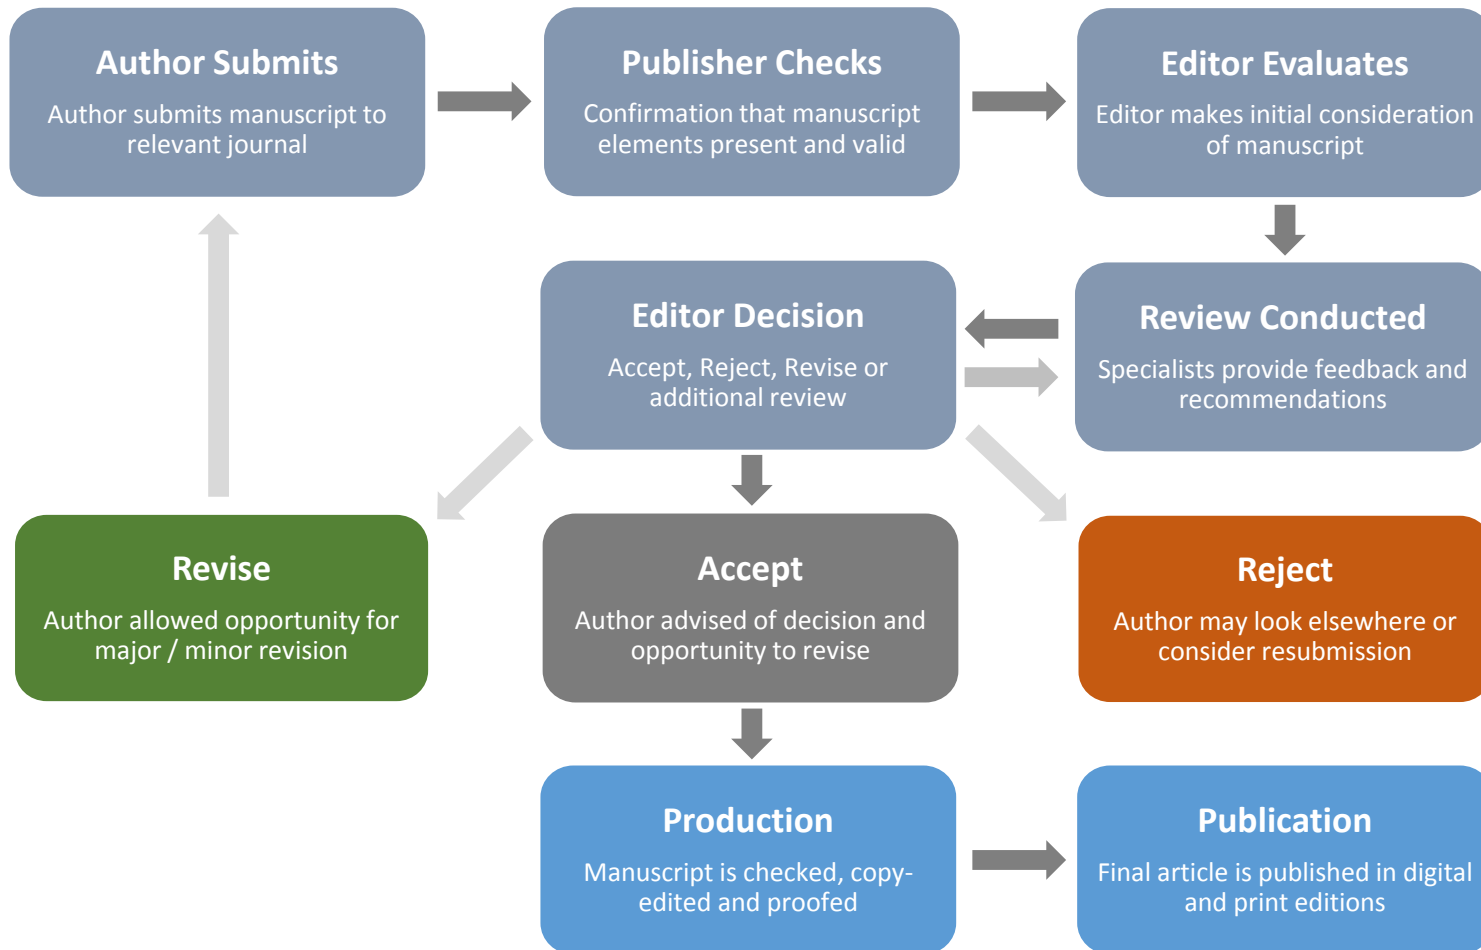 Author Submits
Author submits manuscript to
relevant journal
Publisher Checks
Confirmation that manuscript
elements present and valid
Editor Evaluates
Editor makes initial consideration
of manuscript
Editor Decision
Accept, Reject, Revise or
additional review
Review Conducted
Specialists provide feedback and
recommendations
Revise
Author allowed opportunity for
major / minor revision
Accept
Author advised of decision and
opportunity to revise
Reject
Author may look elsewhere or
consider resubmission
Production
Manuscript is checked, copy-
edited and proofed
Publication
Final article is published in digital
and print editions